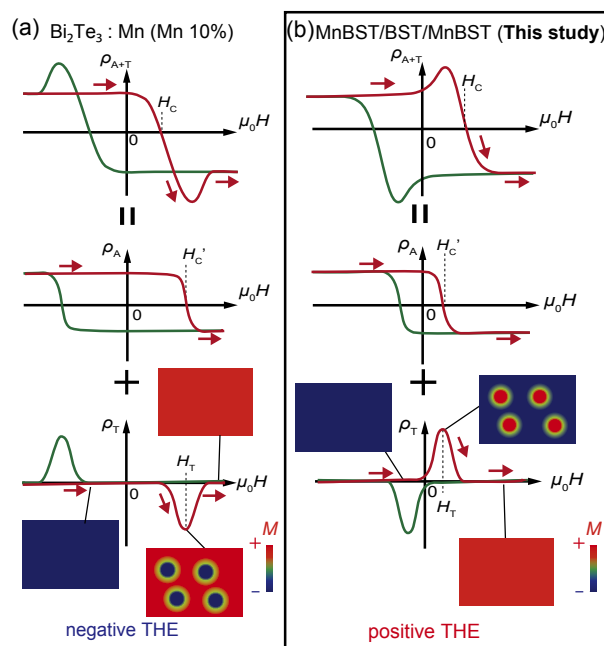 (a) Bi₂Te₃ : Mn (Mn 10%)
ρA+T
HC
μ₀H
0
=
ρA
HC'
μ₀H
0
+
ρT
HT
μ₀H
+ M
−
negative THE
(b) MnBST/BST/MnBST (This study)
ρA+T
HC
μ₀H
0
=
ρA
HC'
μ₀H
0
+
ρT
μ₀H
0
HT
+ M
−
positive THE